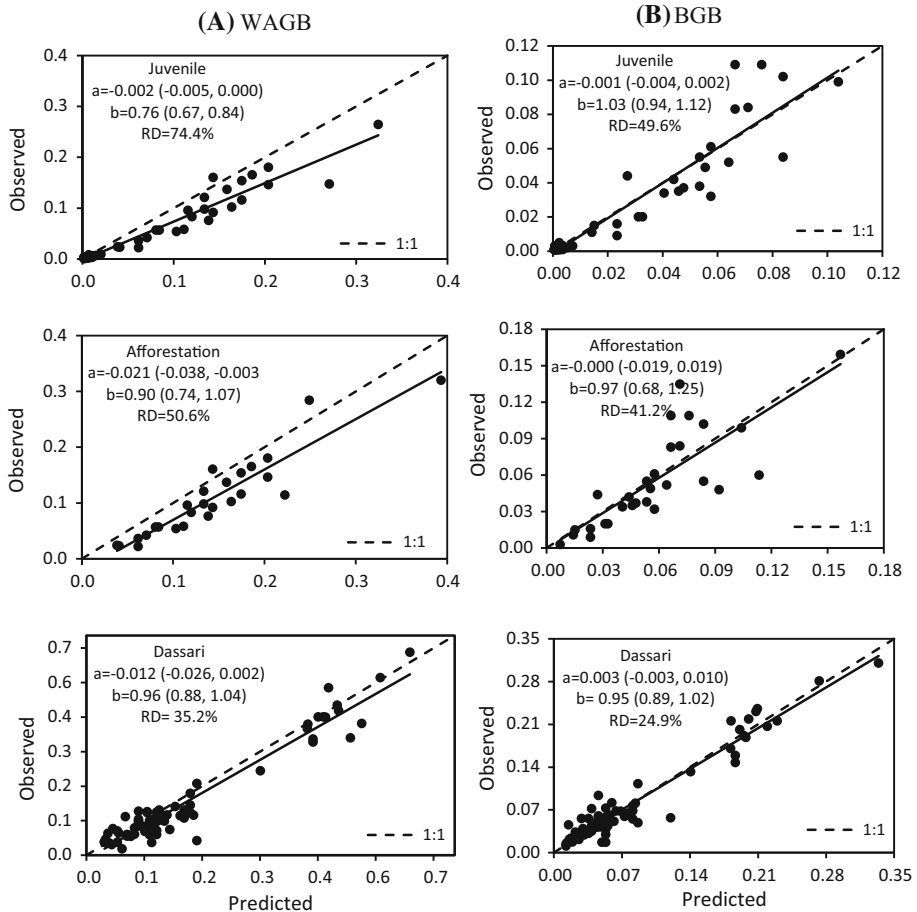 (A) WAGB
(B) BGB
0.4
0.3
0.2
0.1
0.0
Observed
Juvenile
a=-0.002 (-0.005, 0.000)
b=0.76 (0.67, 0.84)
RD=74.4%
1:1
0.0 0.1 0.2 0.3 0.4
0.12
0.10
0.08
0.06
0.04
0.02
0.00
Observed
Juvenile
a=-0.001 (-0.004, 0.002)
b=1.03 (0.94, 1.12)
RD=49.6%
1:1
0.00 0.02 0.04 0.06 0.08 0.10 0.12
0.4
0.3
0.2
0.1
0.0
Observed
Afforestation
a=-0.021 (-0.038, -0.003
b=0.90 (0.74, 1.07)
RD=50.6%
1:1
0.0 0.1 0.2 0.3 0.4
0.18
0.15
0.12
0.09
0.06
0.03
0.00
Observed
Afforestation
a=-0.000 (-0.019, 0.019)
b=0.97 (0.68, 1.25)
RD=41.2%
1:1
0.00 0.03 0.06 0.09 0.12 0.15 0.18
0.7
0.6
0.5
0.4
0.3
0.2
0.1
0.0
Observed
Dassari
a=-0.012 (-0.026, 0.002)
b=0.96 (0.88, 1.04)
RD= 35.2%
1:1
0.0 0.1 0.2 0.3 0.4 0.5 0.6 0.7
Predicted
0.35
0.28
0.21
0.14
0.07
0.00
Observed
Dassari
a=0.003 (-0.003, 0.010)
b= 0.95 (0.89, 1.02)
RD=24.9%
1:1
0.00 0.07 0.14 0.21 0.28 0.35
Predicted